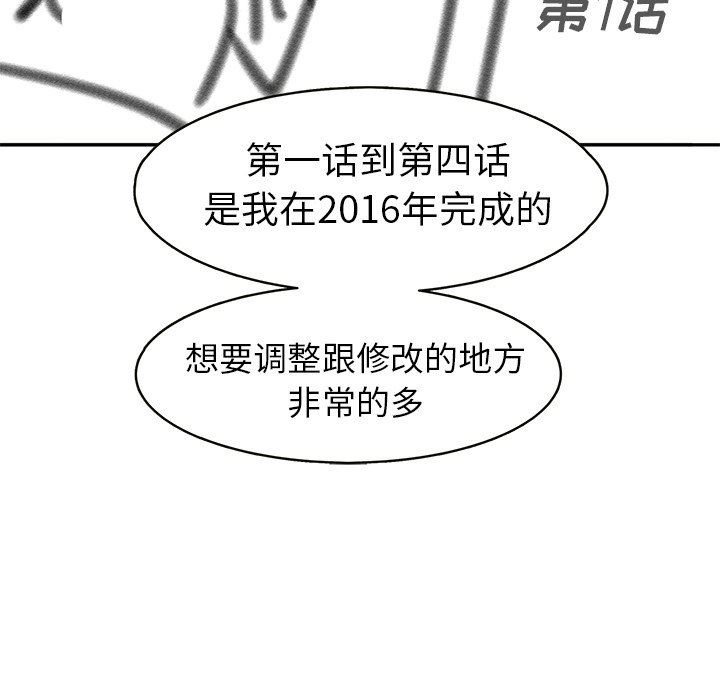 第1话
第一话到第四话
是我在2016年完成的
想要调整跟修改的地方
非常的多